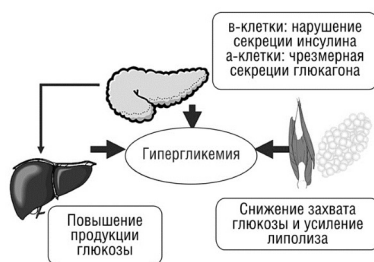 в-клетки: нарушение
секреции инсулина
а-клетки: чрезмерная
секреции глюкагона
Гипергликемия
Повышение
продукции
глюкозы
Снижение захвата
глюкозы и усиление
липолиза